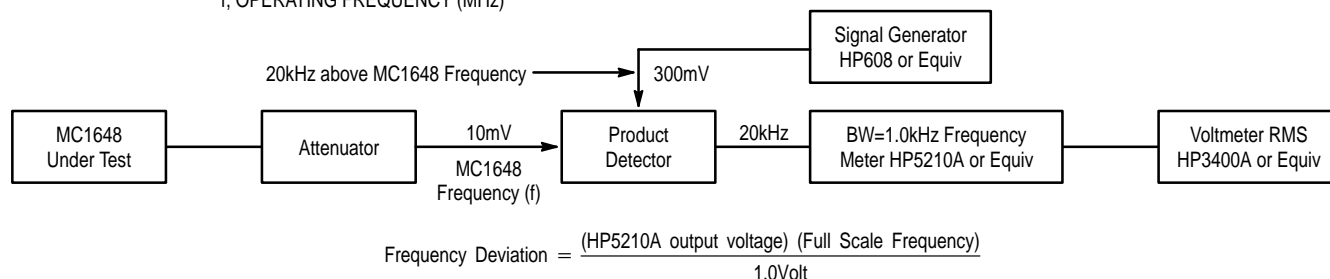 f, OPERATING FREQUENCY (MHz)
Signal Generator
HP608 or Equiv
20kHz above MC1648 Frequency
300mV
MC1648
Under Test
Attenuator
10mV
MC1648
Frequency (f)
Product
Detector
20kHz
BW=1.0kHz Frequency
Meter HP5210A or Equiv
Voltmeter RMS
HP3400A or Equiv
Frequency Deviation = (HP5210A output voltage) (Full Scale Frequency)
1.0Volt